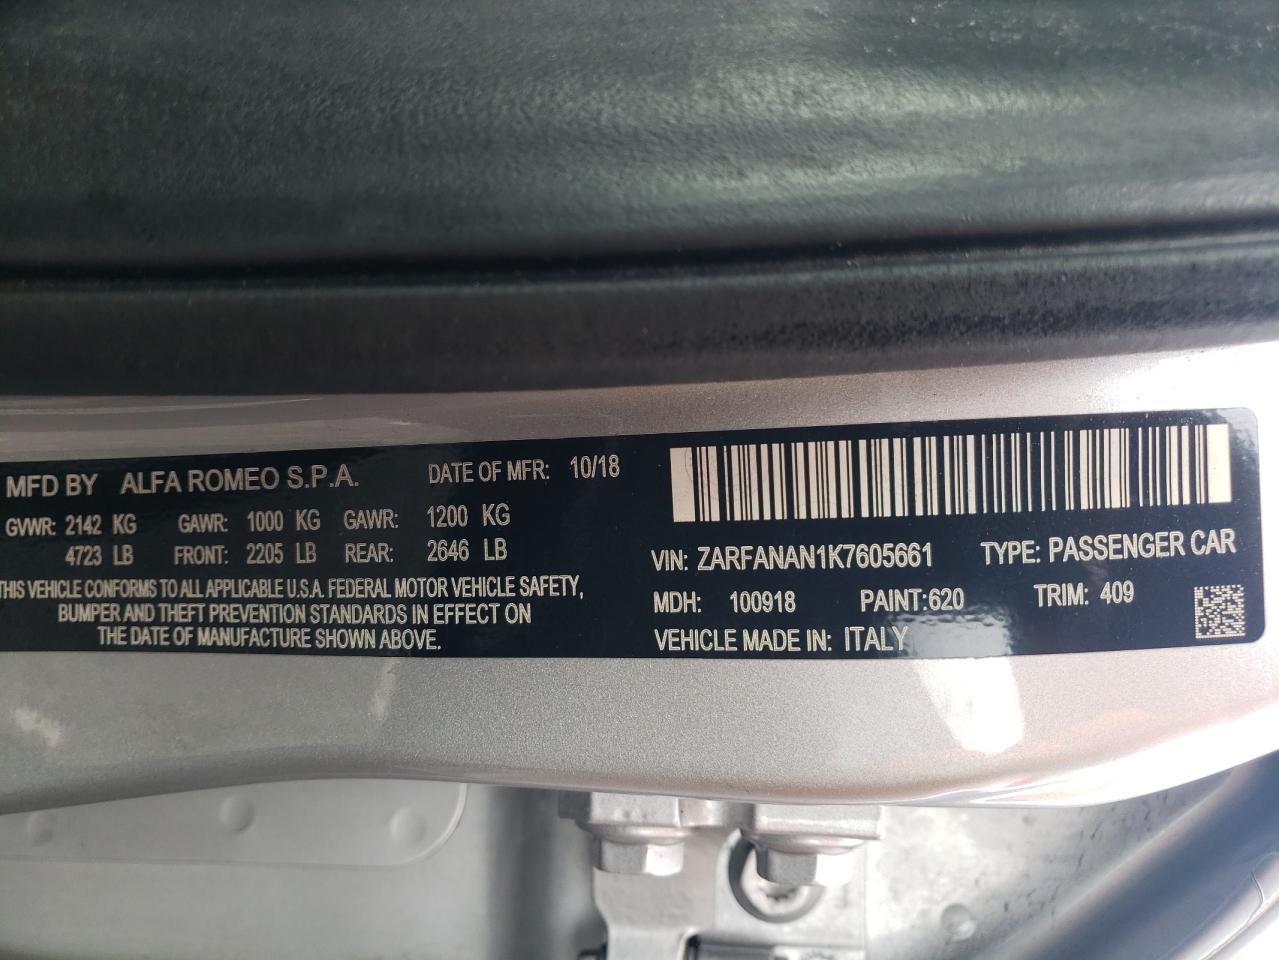 MFD BY ALFA ROMEO S.P.A. DATE OF MFR: 10/18
GVWR: 2142 KG GAWR: 1000 KG GAWR: 1200 KG
4723 LB FRONT: 2205 LB REAR: 2646 LB
THIS VEHICLE CONFORMS TO ALL APPLICABLE U.S.A. FEDERAL MOTOR VEHICLE SAFETY,
BUMPER AND THEFT PREVENTION STANDARDS IN EFFECT ON
THE DATE OF MANUFACTURE SHOWN ABOVE.
VIN: ZARFANAN1K7605661 TYPE: PASSENGER CAR
MDH: 100918 PAINT:620 TRIM: 409
VEHICLE MADE IN: ITALY